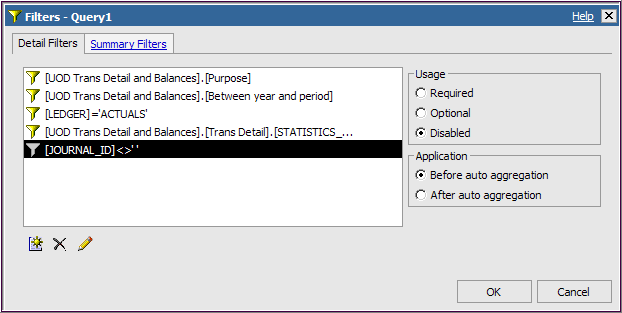 Filters - Query1
Help
Detail Filters
Summary Filters
[UOD Trans Detail and Balances].[Purpose]
[UOD Trans Detail and Balances].[Between year and period]
[LEDGER]='ACTUALS'
[UOD Trans Detail and Balances].[Trans Detail].[STATISTICS_...
[JOURNAL_ID]<>' '
Usage
Required
Optional
Disabled
Application
Before auto aggregation
After auto aggregation
OK
Cancel